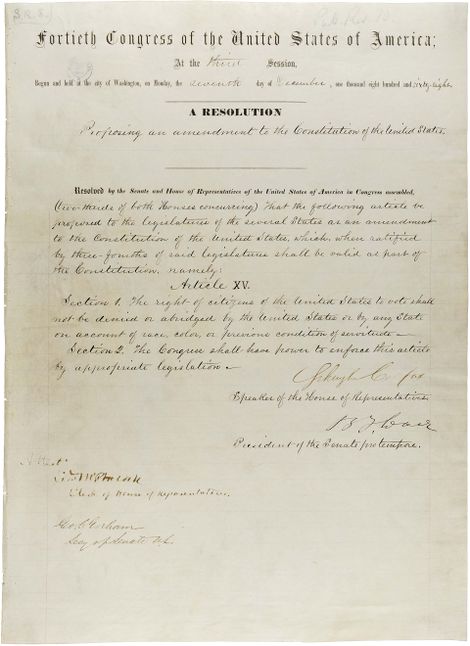 S.R.8.
Pub. Res. 10.
Fortieth Congress of the United States of America;
At the third Session,
Begun and held at the city of Washington, on Monday, the seventh day of December, one thousand eight hundred and sixty-eight.
A RESOLUTION
Proposing an amendment to the Constitution of the United States.
Resolved by the Senate and House of Representatives of the United States of America in Congress assembled,
(two-thirds of both Houses concurring) That the following article be
proposed to the legislatures of the several States as an amendment
to the Constitution of the United States, which, when ratified
by three-fourths of said legislatures shall be valid as part of
the Constitution, namely:
Article XV.
Section 1. The right of citizens of the United States to vote shall
not be denied or abridged by the United States or by any State
on account of race, color, or previous condition of servitude—
Section 2. The Congress shall have power to enforce this article
by appropriate legislation—
Schuyler Colfax
Speaker of the House of Representatives.
B F Wade
President of the Senate pro tempore.
Attest:
Edwd McPherson
Clerk of House of Representatives.
Geo. C. Gorham
Secy of Senate U.S.